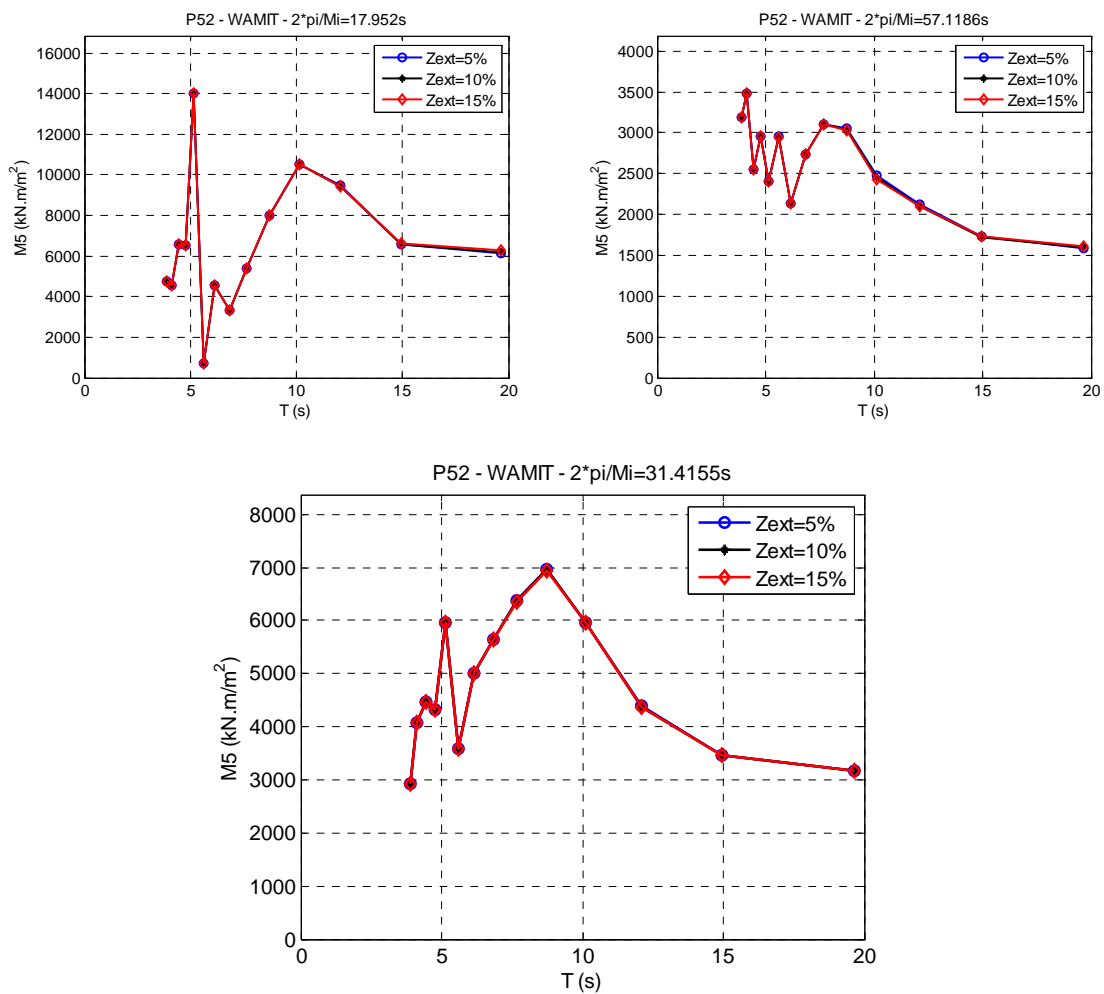 P52 - WAMIT - 2*pi/Mi=17.952s
16000
14000
12000
10000
8000
6000
4000
2000
0
M5 (kN.m/m²)
0 5 10 15 20
T (s)
Zext=5%
Zext=10%
Zext=15%
P52 - WAMIT - 2*pi/Mi=57.1186s
4000
3500
3000
2500
2000
1500
1000
500
0
M5 (kN.m/m²)
0 5 10 15 20
T (s)
Zext=5%
Zext=10%
Zext=15%
P52 - WAMIT - 2*pi/Mi=31.4155s
8000
7000
6000
5000
4000
3000
2000
1000
0
M5 (kN.m/m²)
0 5 10 15 20
T (s)
Zext=5%
Zext=10%
Zext=15%